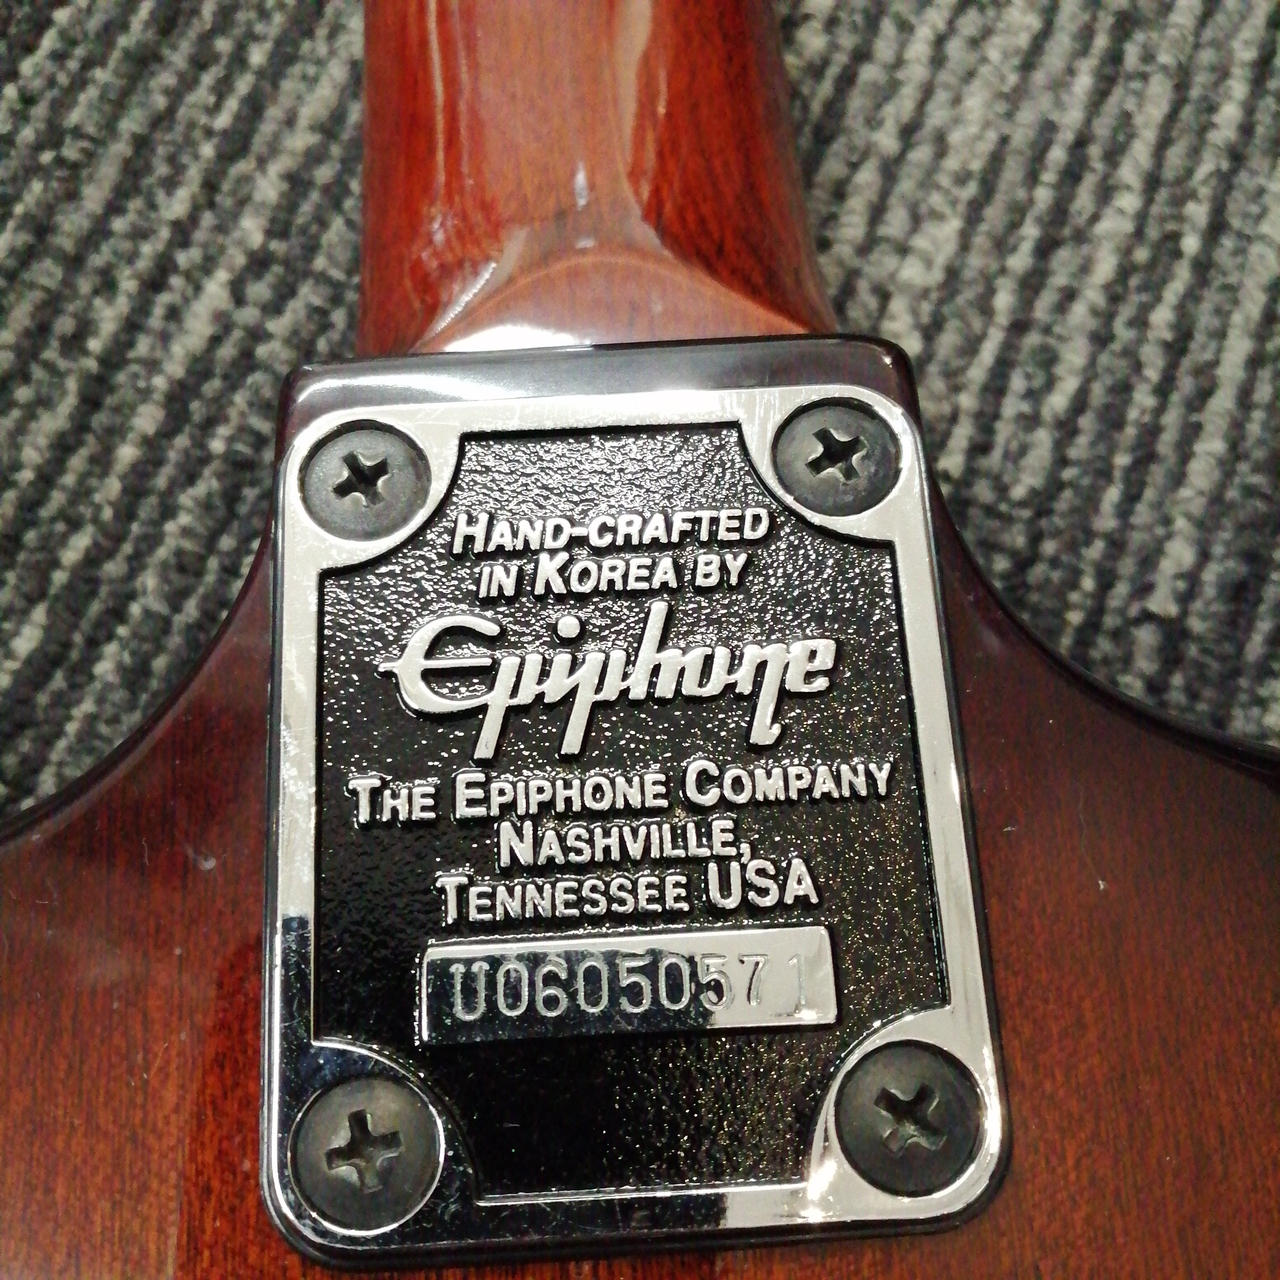 HAND-CRAFTED
IN KOREA BY
Epiphone
THE EPIPHONE COMPANY
NASHVILLE,
TENNESSEE USA
U06050571